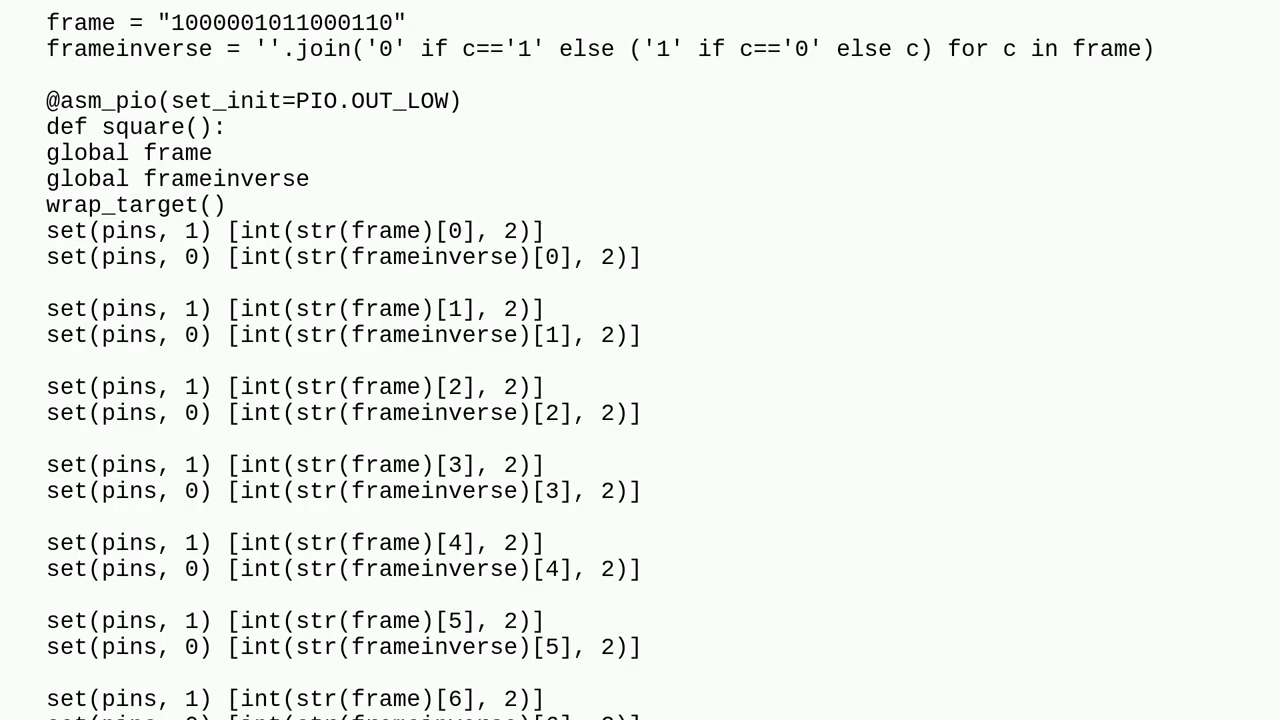 frame = "1000001011000110"
frameinverse = ''.join('0' if c=='1' else ('1' if c=='0' else c) for c in frame)
@asm_pio(set_init=PIO.OUT_LOW)
def square():
global frame
global frameinverse
wrap_target()
set(pins, 1) [int(str(frame)[0], 2)]
set(pins, 0) [int(str(frameinverse)[0], 2)]
set(pins, 1) [int(str(frame)[1], 2)]
set(pins, 0) [int(str(frameinverse)[1], 2)]
set(pins, 1) [int(str(frame)[2], 2)]
set(pins, 0) [int(str(frameinverse)[2], 2)]
set(pins, 1) [int(str(frame)[3], 2)]
set(pins, 0) [int(str(frameinverse)[3], 2)]
set(pins, 1) [int(str(frame)[4], 2)]
set(pins, 0) [int(str(frameinverse)[4], 2)]
set(pins, 1) [int(str(frame)[5], 2)]
set(pins, 0) [int(str(frameinverse)[5], 2)]
set(pins, 1) [int(str(frame)[6], 2)]